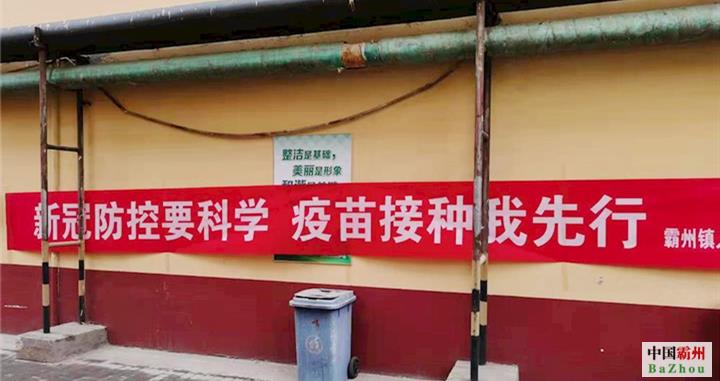 整洁是基础，
美丽是形象
新冠防控要科学 疫苗接种我先行 霸州镇
中国霸州
BaZhou